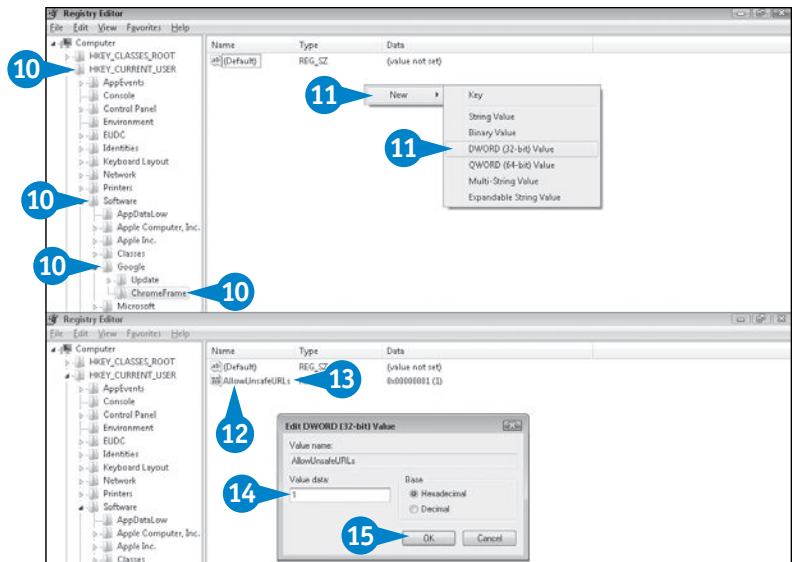 Registry Editor
File Edit View Favorites Help
Computer
HKEY_CLASSES_ROOT
HKEY_CURRENT_USER
AppEvents
Console
Control Panel
Environment
EUDC
Identities
Keyboard Layout
Network
Printers
Software
AppDataLow
Apple Computer, Inc.
Apple Inc.
Classes
Google
Update
ChromeFrame
Microsoft
Name Type Data
(Default) REG_SZ (value not set)
New
Key
String Value
Binary Value
DWORD (32-bit) Value
QWORD (64-bit) Value
Multi-String Value
Expandable String Value
10
10
10
10
11
11
Registry Editor
File Edit View Favorites Help
Computer
HKEY_CLASSES_ROOT
HKEY_CURRENT_USER
AppEvents
Console
Control Panel
Environment
EUDC
Identities
Keyboard Layout
Network
Printers
Software
AppDataLow
Apple Computer, Inc.
Apple Inc.
Classes
Name Type Data
(Default) REG_SZ (value not set)
AllowUnsafeURLs 0x00000001 (1)
12
13
Edit DWORD (32-bit) Value
Value name:
AllowUnsafeURLs
Value data:
1
Base
Hexadecimal
Decimal
OK Cancel
14
15